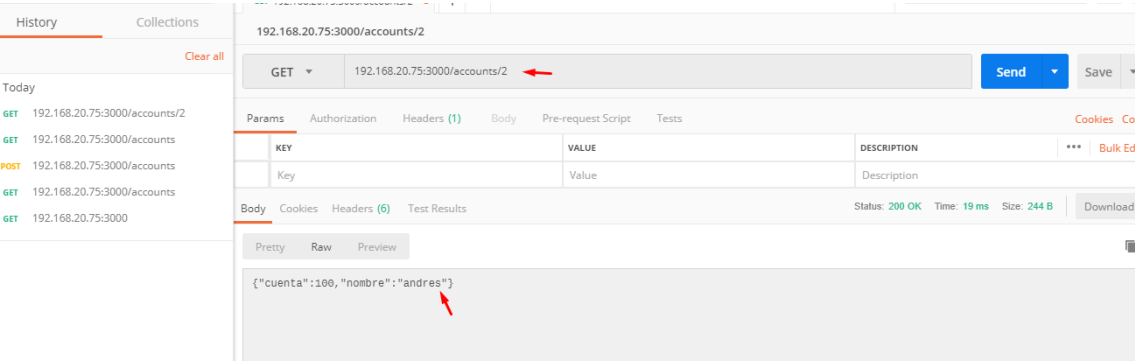 History Collections
Clear all
Today
GET 192.168.20.75:3000/accounts/2
GET 192.168.20.75:3000/accounts
POST 192.168.20.75:3000/accounts
GET 192.168.20.75:3000/accounts
GET 192.168.20.75:3000
192.168.20.75:3000/accounts/2
GET 192.168.20.75:3000/accounts/2 Send Save
Params Authorization Headers (1) Body Pre-request Script Tests Cookies Co
KEY VALUE DESCRIPTION ••• Bulk Ed
Key Value Description
Body Cookies Headers (6) Test Results Status: 200 OK Time: 19 ms Size: 244 B Download
Pretty Raw Preview
{"cuenta":100,"nombre":"andres"}